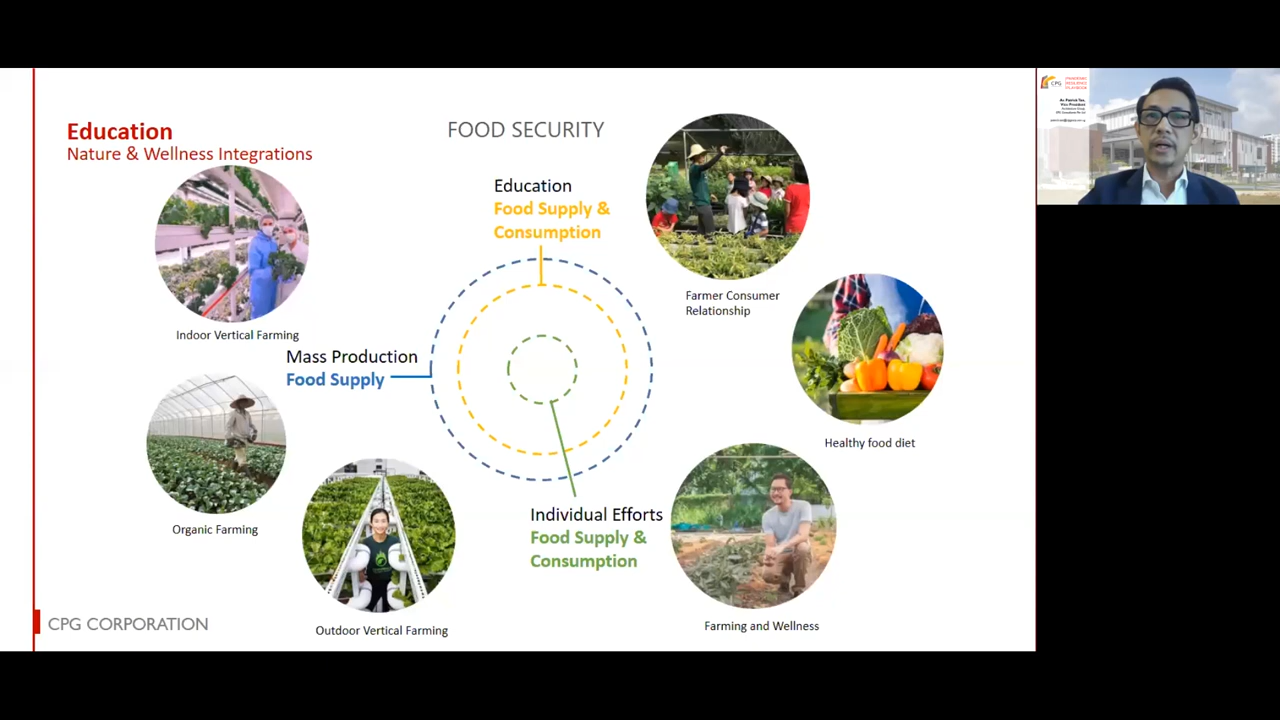 Education
Nature & Wellness Integrations
FOOD SECURITY
Education
Food Supply &
Consumption
Indoor Vertical Farming
Mass Production
Food Supply
Farmer Consumer
Relationship
Healthy food diet
Organic Farming
Individual Efforts
Food Supply &
Consumption
Outdoor Vertical Farming
Farming and Wellness
CPG CORPORATION
CPG